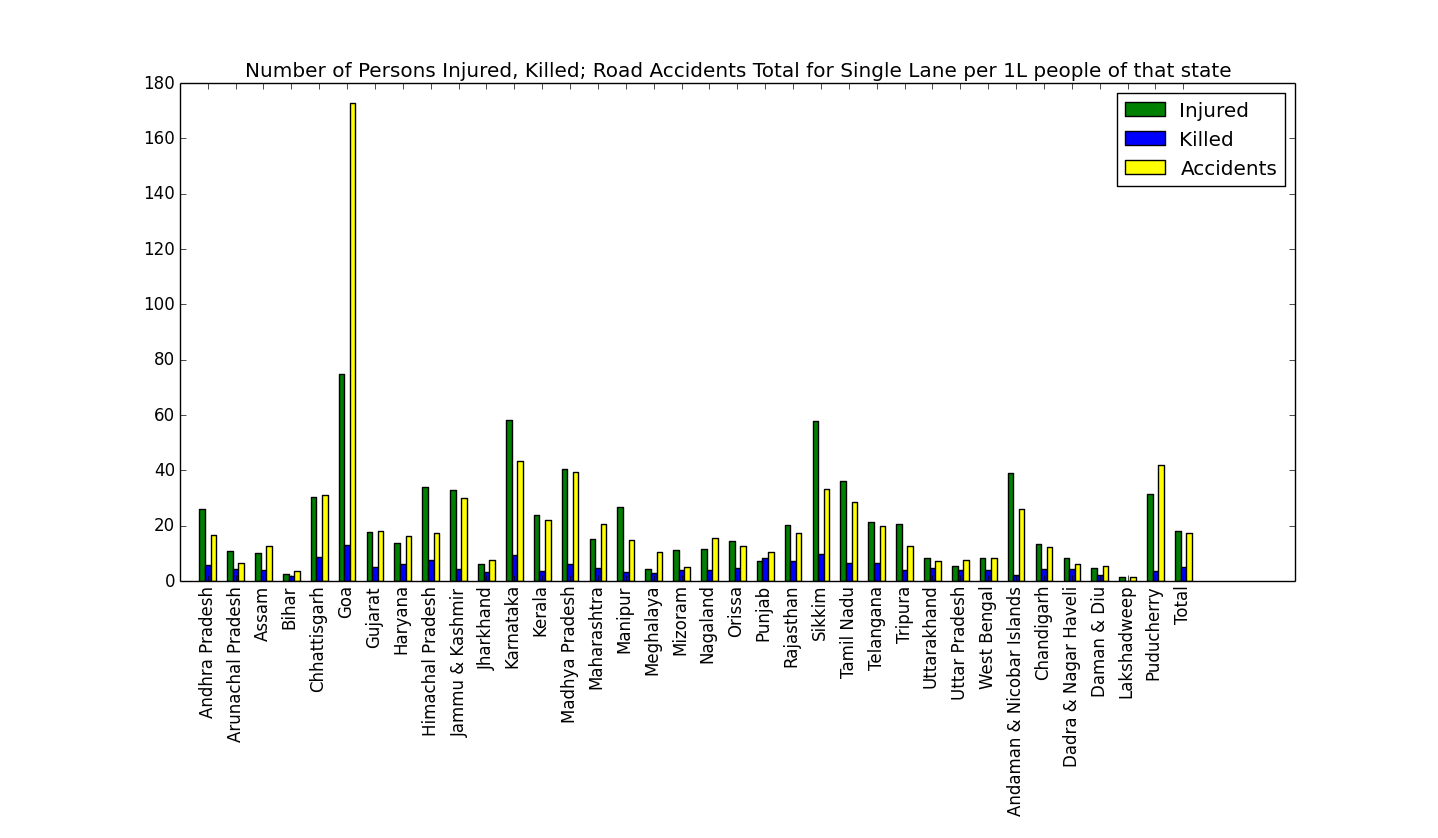 Number of Persons Injured, Killed; Road Accidents Total for Single Lane per 1L people of that state
180
160
140
120
100
80
60
40
20
0
Injured
Killed
Accidents
Andhra Pradesh
Arunachal Pradesh
Assam
Bihar
Chhattisgarh
Goa
Gujarat
Haryana
Himachal Pradesh
Jammu & Kashmir
Jharkhand
Karnataka
Kerala
Madhya Pradesh
Maharashtra
Manipur
Meghalaya
Mizoram
Nagaland
Orissa
Punjab
Rajasthan
Sikkim
Tamil Nadu
Telangana
Tripura
Uttarakhand
Uttar Pradesh
West Bengal
Andaman & Nicobar Islands
Chandigarh
Dadra & Nagar Haveli
Daman & Diu
Lakshadweep
Puducherry
Total